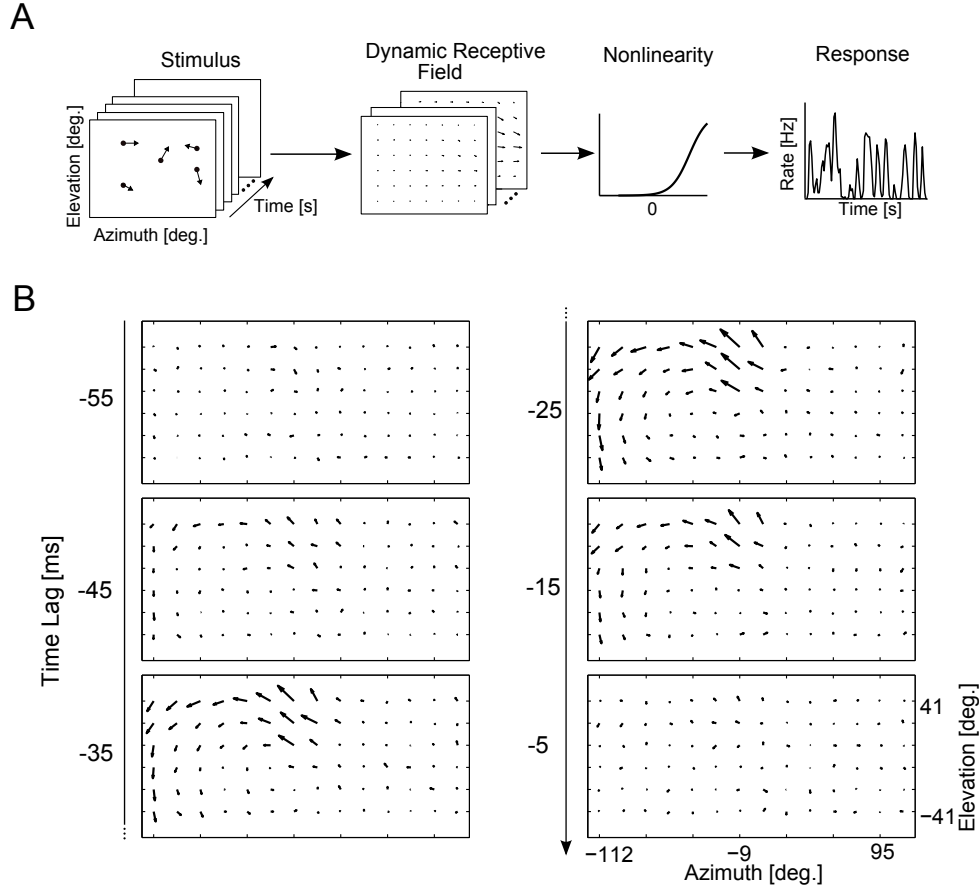 A
Stimulus
Dynamic Receptive
Field
Nonlinearity
Response
Elevation [deg.]
Azimuth [deg.]
Time [s]
0
Rate [Hz]
Time [s]
B
Time Lag [ms]
-55
-45
-35
-25
-15
-5
41
−41
Elevation [deg.]
−112
−9
95
Azimuth [deg.]